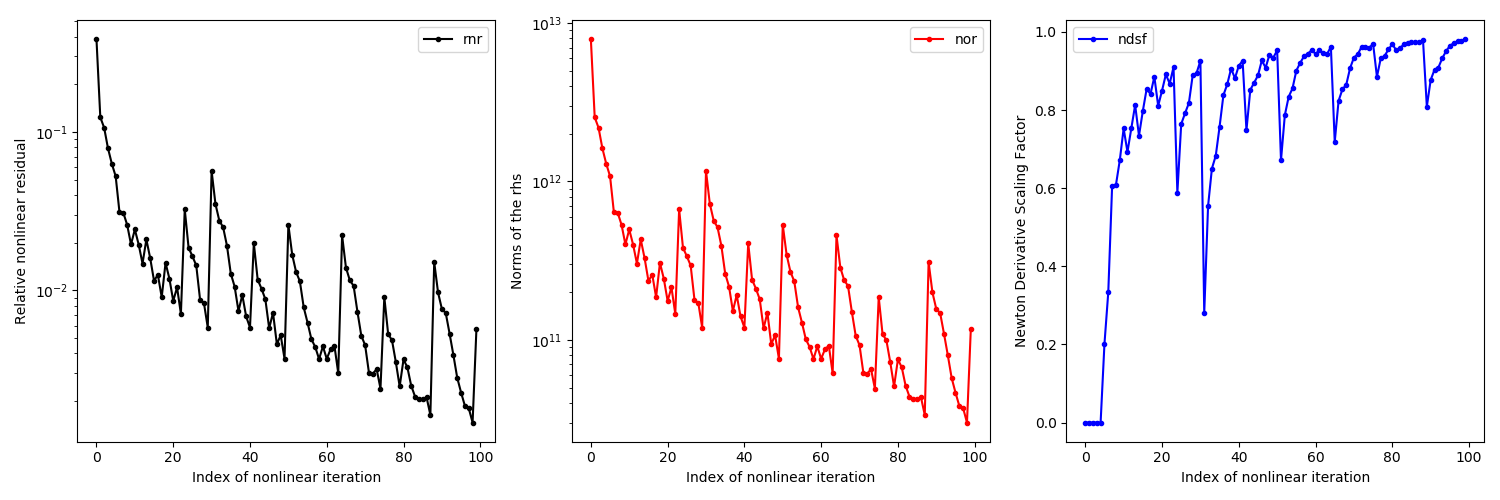 rnr
10⁻¹
10⁻²
Relative nonlinear residual
0 20 40 60 80 100
Index of nonlinear iteration
nor
10¹³
10¹²
10¹¹
Norms of the rhs
0 20 40 60 80 100
Index of nonlinear iteration
ndsf
1.0
0.8
0.6
0.4
0.2
0.0
Newton Derivative Scaling Factor
0 20 40 60 80 100
Index of nonlinear iteration